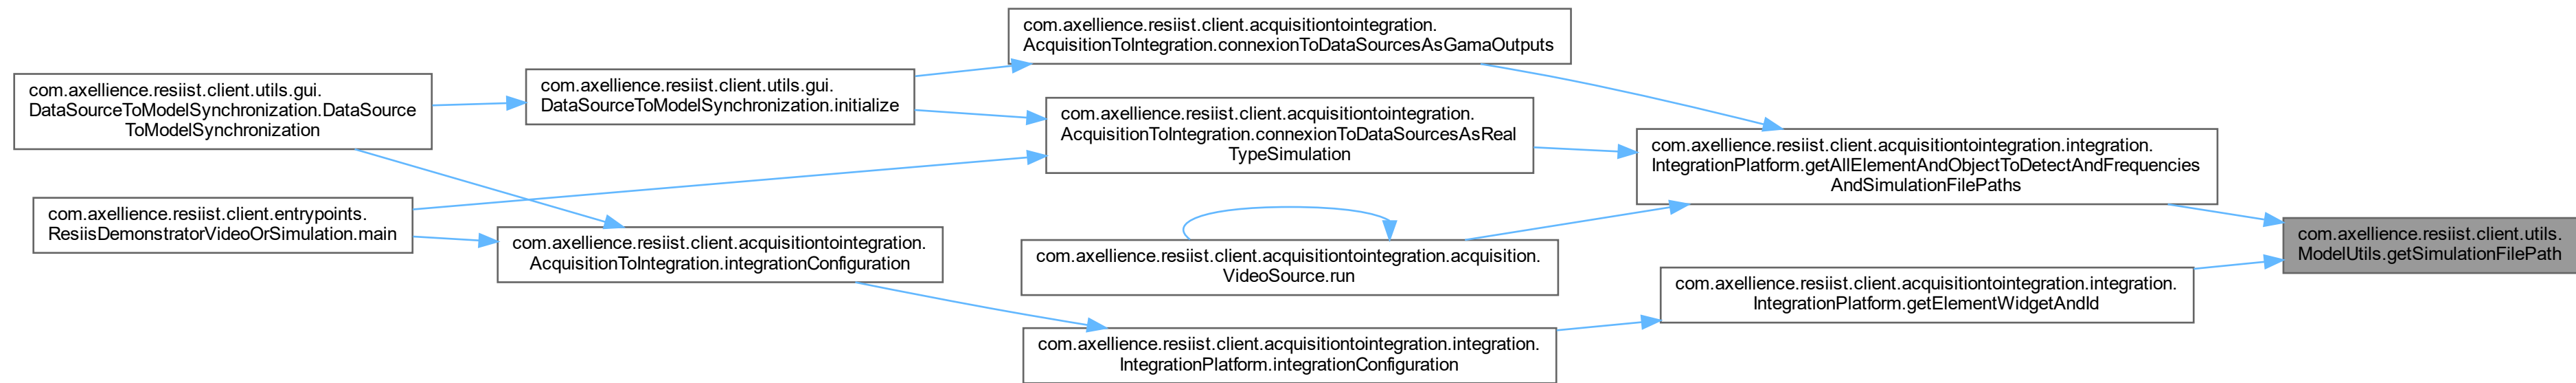 com.axellience.resiist.client.utils.gui.
DataSourceToModelSynchronization.DataSource
ToModelSynchronization
com.axellience.resiist.client.entrypoints.
ResiisDemonstratorVideoOrSimulation.main
com.axellience.resiist.client.utils.gui.
DataSourceToModelSynchronization.initialize
com.axellience.resiist.client.acquisitiontointegration.
AcquisitionToIntegration.integrationConfiguration
com.axellience.resiist.client.acquisitiontointegration.
AcquisitionToIntegration.connexionToDataSourcesAsGamaOutputs
com.axellience.resiist.client.acquisitiontointegration.
AcquisitionToIntegration.connexionToDataSourcesAsReal
TypeSimulation
com.axellience.resiist.client.acquisitiontointegration.acquisition.
VideoSource.run
com.axellience.resiist.client.acquisitiontointegration.integration.
IntegrationPlatform.integrationConfiguration
com.axellience.resiist.client.acquisitiontointegration.integration.
IntegrationPlatform.getAllElementAndObjectToDetectAndFrequencies
AndSimulationFilePaths
com.axellience.resiist.client.acquisitiontointegration.integration.
IntegrationPlatform.getElementWidgetAndId
com.axellience.resiist.client.utils.
ModelUtils.getSimulationFilePath